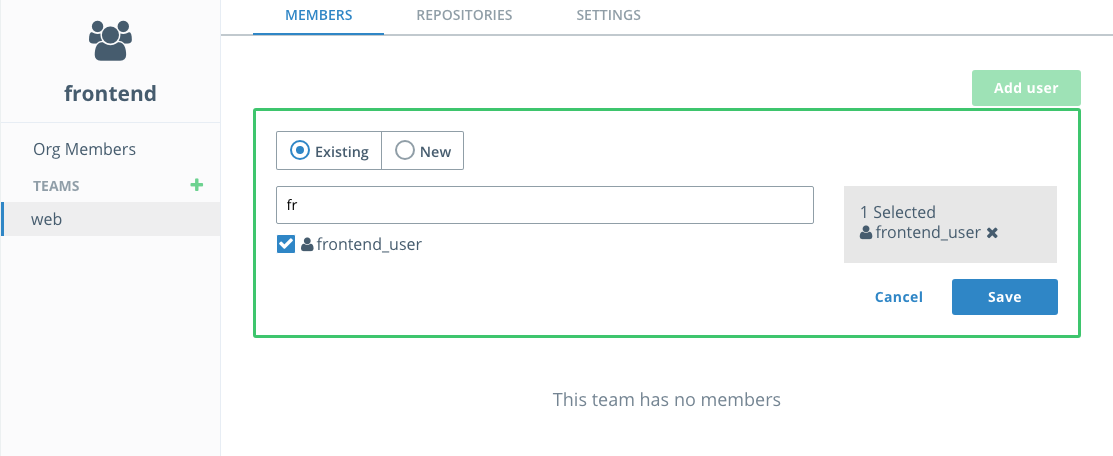 frontend
Org Members
TEAMS
web
MEMBERS REPOSITORIES SETTINGS
Add user
Existing New
fr
frontend_user
1 Selected
frontend_user
Cancel Save
This team has no members